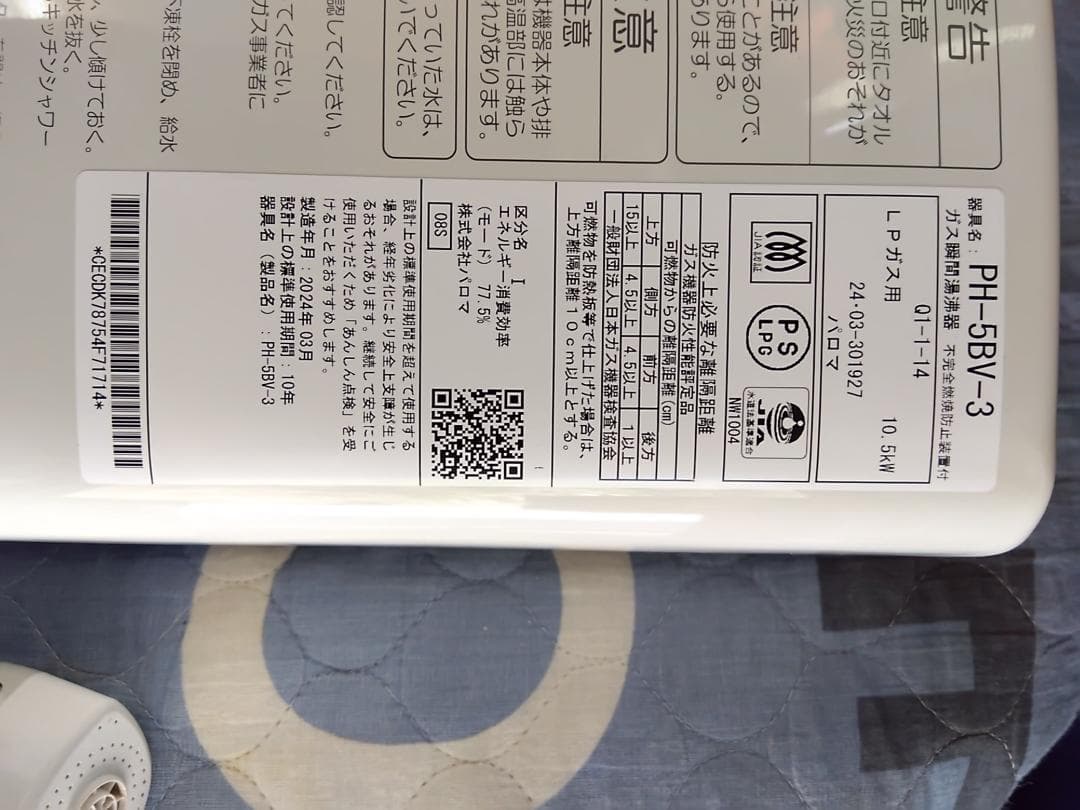 警告
口付近にタオル
火災のおそれが
注意
ことがあるので、
使用する。
ります。
注意
意
は機器本体や排
高温部には触ら
れがあります。
注意
っていた水は、
いでください。
認してください。
てください。
ガス事業者に
凍栓を閉め、給水
少し傾けておく。
水を抜く。
キッチンシャワー
器具名： PH-5BV-3
ガス瞬間湯沸器 不完全燃焼防止装置付
Q1-1-14
LPガス用 10.5kW
24・03-301927
パロマ
JIA認証
PS
LPG
JIA
水道法基準適合
NW1004
防火上必要な離隔距離
ガス機器防火性能評定品
可燃物からの離隔距離(cm)
上方 側方 前方 後方
15以上 4.5以上 4.5以上 1以上
一般財団法人日本ガス機器検査協会
可燃物を防熱板等で仕上げた場合は、
上方離隔距離10cm以上とする。
区分名 I
エネルギー消費効率
(モード) 77.5%
株式会社パロマ
08S
設計上の標準使用期間を超えて使用する
場合、経年劣化により安全上支障が生じ
るおそれがあります。継続して安全にご
使用いただくため「あんしん点検」を受
けることをおすすめします。
製造年月：2024年03月
設計上の標準使用期間：10年
器具名（製品名）：PH-5BV-3
*CECDK78754F71714*